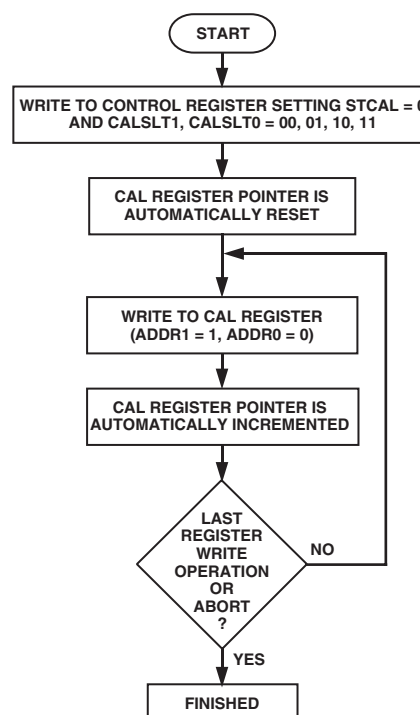 START
WRITE TO CONTROL REGISTER SETTING STCAL = 0
AND CALSLT1, CALSLT0 = 00, 01, 10, 11
CAL REGISTER POINTER IS
AUTOMATICALLY RESET
WRITE TO CAL REGISTER
(ADDR1 = 1, ADDR0 = 0)
CAL REGISTER POINTER IS
AUTOMATICALLY INCREMENTED
LAST
REGISTER
WRITE
OPERATION
OR
ABORT
?
NO
YES
FINISHED